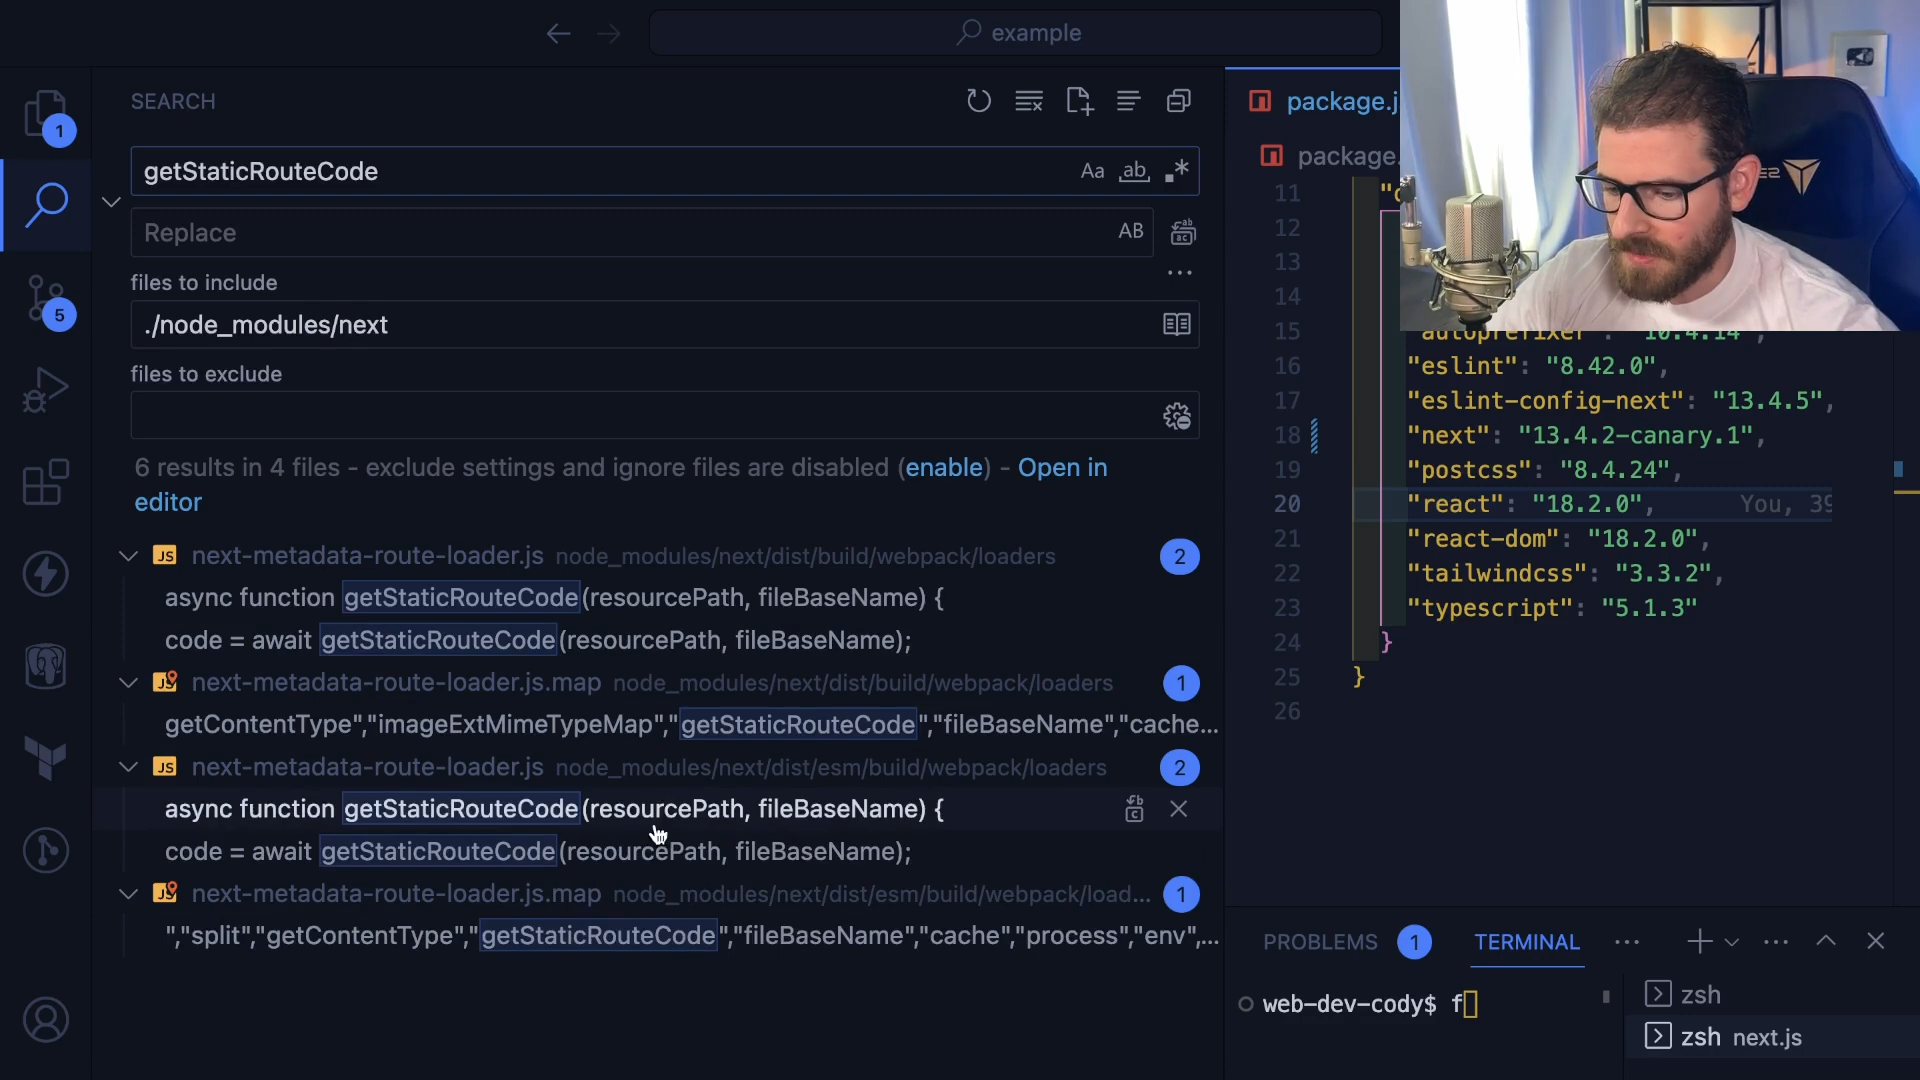 example
SEARCH
getStaticRouteCode
Aa
ab
Replace
AB
files to include
./node_modules/next
files to exclude
6 results in 4 files - exclude settings and ignore files are disabled (enable) - Open in
editor
next-metadata-route-loader.js node_modules/next/dist/build/webpack/loaders
2
async function getStaticRouteCode(resourcePath, fileBaseName) {
code = await getStaticRouteCode(resourcePath, fileBaseName);
next-metadata-route-loader.js.map node_modules/next/dist/build/webpack/loaders
1
getContentType","imageExtMimeTypeMap","getStaticRouteCode","fileBaseName","cache...
next-metadata-route-loader.js node_modules/next/dist/esm/build/webpack/loaders
2
async function getStaticRouteCode(resourcePath, fileBaseName) {
code = await getStaticRouteCode(resourcePath, fileBaseName);
next-metadata-route-loader.js.map node_modules/next/dist/esm/build/webpack/load...
1
","split","getContentType","getStaticRouteCode","fileBaseName","cache","process","env",...
1
5
package.j
package.
11
12
13
14
15 "autoprefixer": "10.4.14",
16 "eslint": "8.42.0",
17 "eslint-config-next": "13.4.5",
18 "next": "13.4.2-canary.1",
19 "postcss": "8.4.24",
20 "react": "18.2.0", You, 39
21 "react-dom": "18.2.0",
22 "tailwindcss": "3.3.2",
23 "typescript": "5.1.3"
24 }
25 }
26
PROBLEMS 1 TERMINAL
web-dev-cody$ f
zsh
zsh next.js